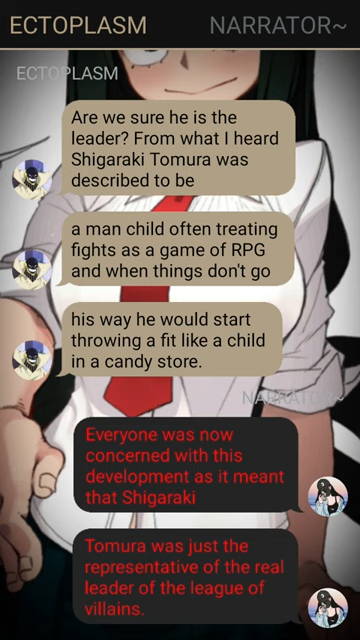 ECTOPLASM NARRATOR~
ECTOPLASM
Are we sure he is the
leader? From what I heard
Shigaraki Tomura was
described to be
a man child often treating
fights as a game of RPG
and when things don't go
his way he would start
throwing a fit like a child
in a candy store.
NARRATOR~
Everyone was now
concerned with this
development as it meant
that Shigaraki
Tomura was just the
representative of the real
leader of the league of
villains.